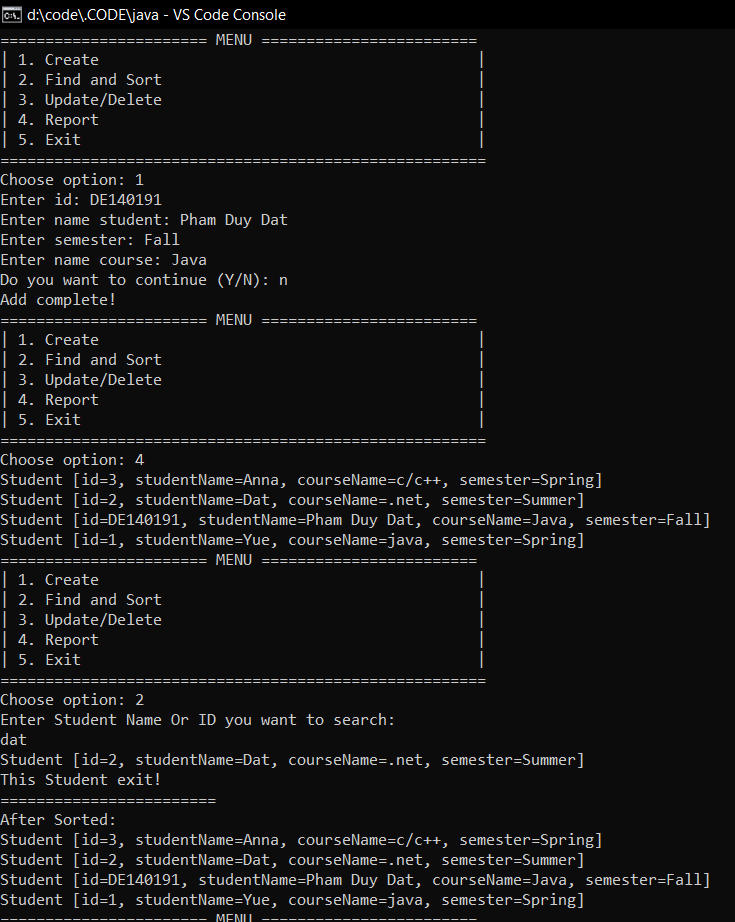 d:\code\.CODE\java - VS Code Console
======================= MENU ========================
| 1. Create                                          |
| 2. Find and Sort                                   |
| 3. Update/Delete                                   |
| 4. Report                                          |
| 5. Exit                                            |
======================================================
Choose option: 1
Enter id: DE140191
Enter name student: Pham Duy Dat
Enter semester: Fall
Enter name course: Java
Do you want to continue (Y/N): n
Add complete!
======================= MENU ========================
| 1. Create                                          |
| 2. Find and Sort                                   |
| 3. Update/Delete                                   |
| 4. Report                                          |
| 5. Exit                                            |
======================================================
Choose option: 4
Student [id=3, studentName=Anna, courseName=c/c++, semester=Spring]
Student [id=2, studentName=Dat, courseName=.net, semester=Summer]
Student [id=DE140191, studentName=Pham Duy Dat, courseName=Java, semester=Fall]
Student [id=1, studentName=Yue, courseName=java, semester=Spring]
======================= MENU ========================
| 1. Create                                          |
| 2. Find and Sort                                   |
| 3. Update/Delete                                   |
| 4. Report                                          |
| 5. Exit                                            |
======================================================
Choose option: 2
Enter Student Name Or ID you want to search:
dat
Student [id=2, studentName=Dat, courseName=.net, semester=Summer]
This Student exit!
========================
After Sorted:
Student [id=3, studentName=Anna, courseName=c/c++, semester=Spring]
Student [id=2, studentName=Dat, courseName=.net, semester=Summer]
Student [id=DE140191, studentName=Pham Duy Dat, courseName=Java, semester=Fall]
Student [id=1, studentName=Yue, courseName=java, semester=Spring]
======================= MENU ========================